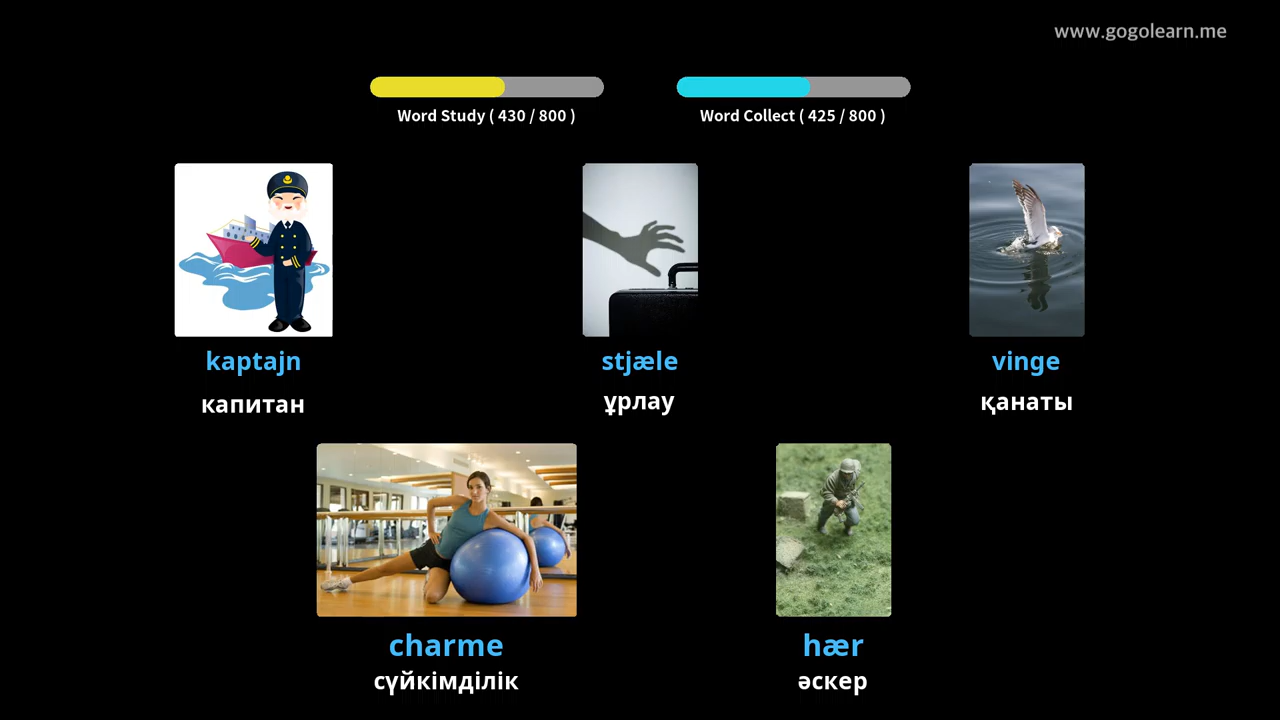 www.gogolearn.me
Word Study ( 430 / 800 )
Word Collect ( 425 / 800 )
kaptajn
stjæle
vinge
капитан
ұрлау
қанаты
charme
hær
сүйкімділік
әскер